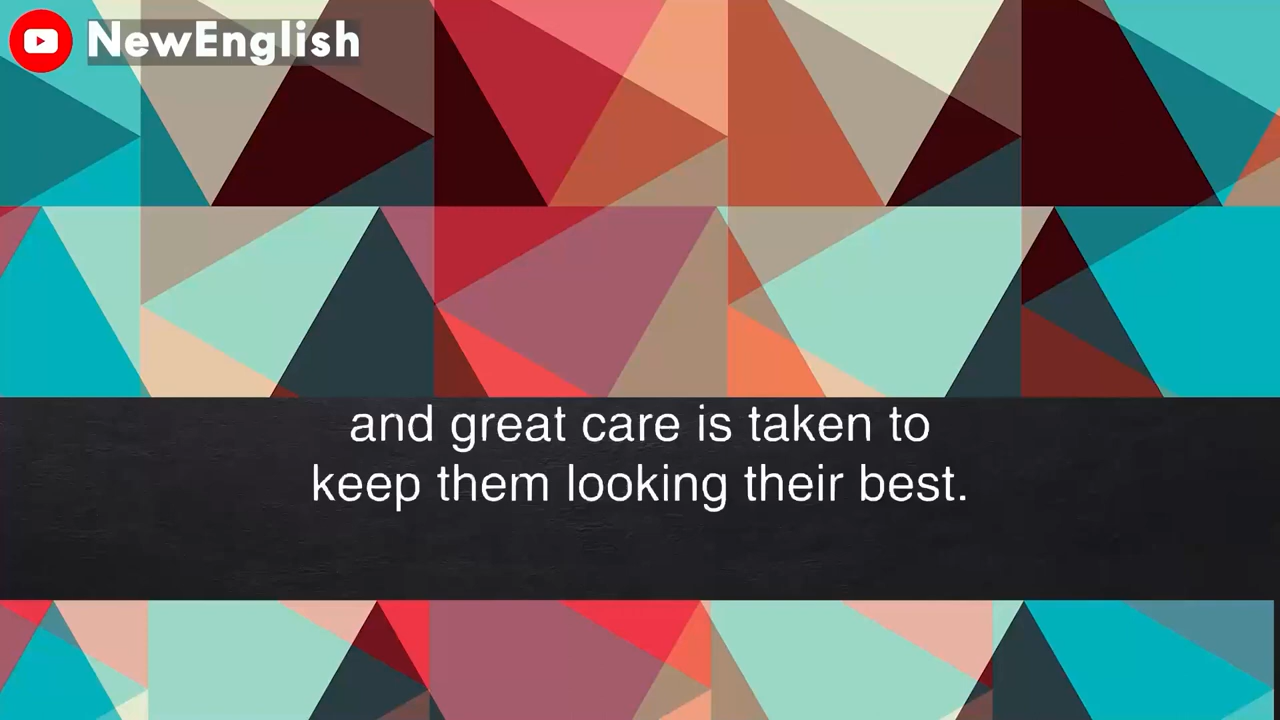 NewEnglish
and great care is taken to
keep them looking their best.